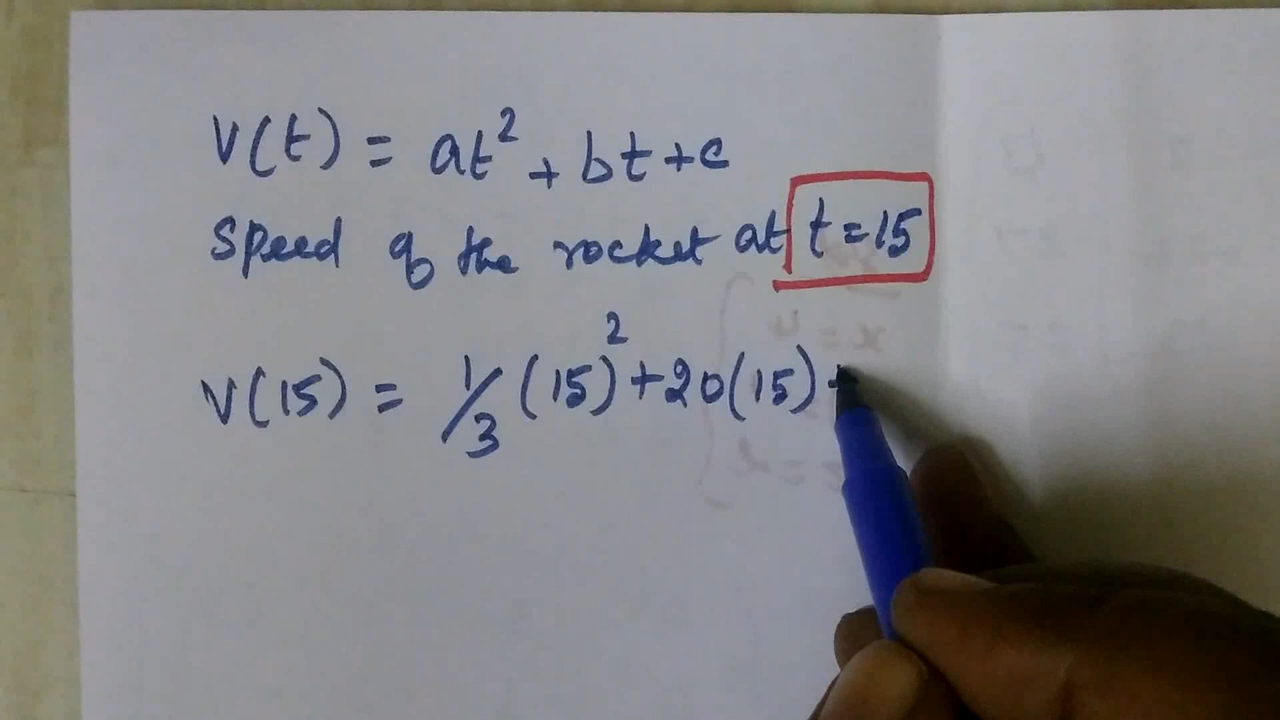 V(t) = at² + bt + c
Speed of the rocket at t = 15
V(15) = 1/3 (15)² + 20(15) +